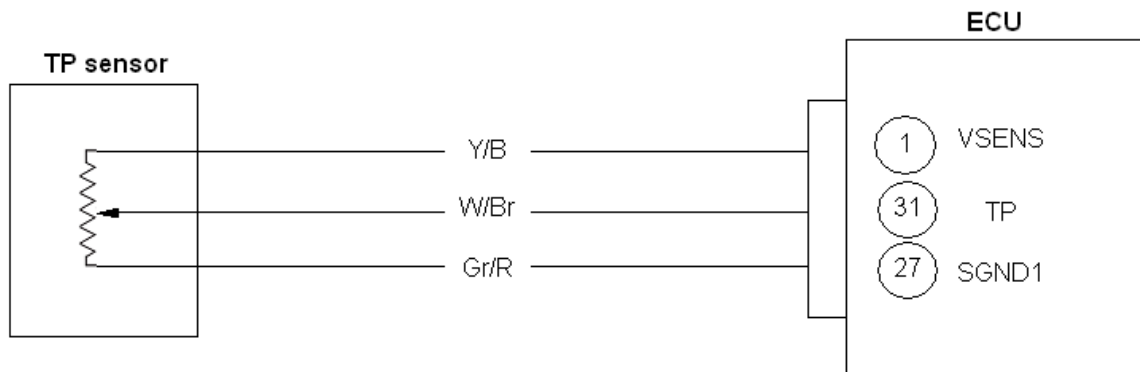 ECU
TP sensor
Y/B
1 VSENS
W/Br
31 TP
Gr/R
27 SGND1